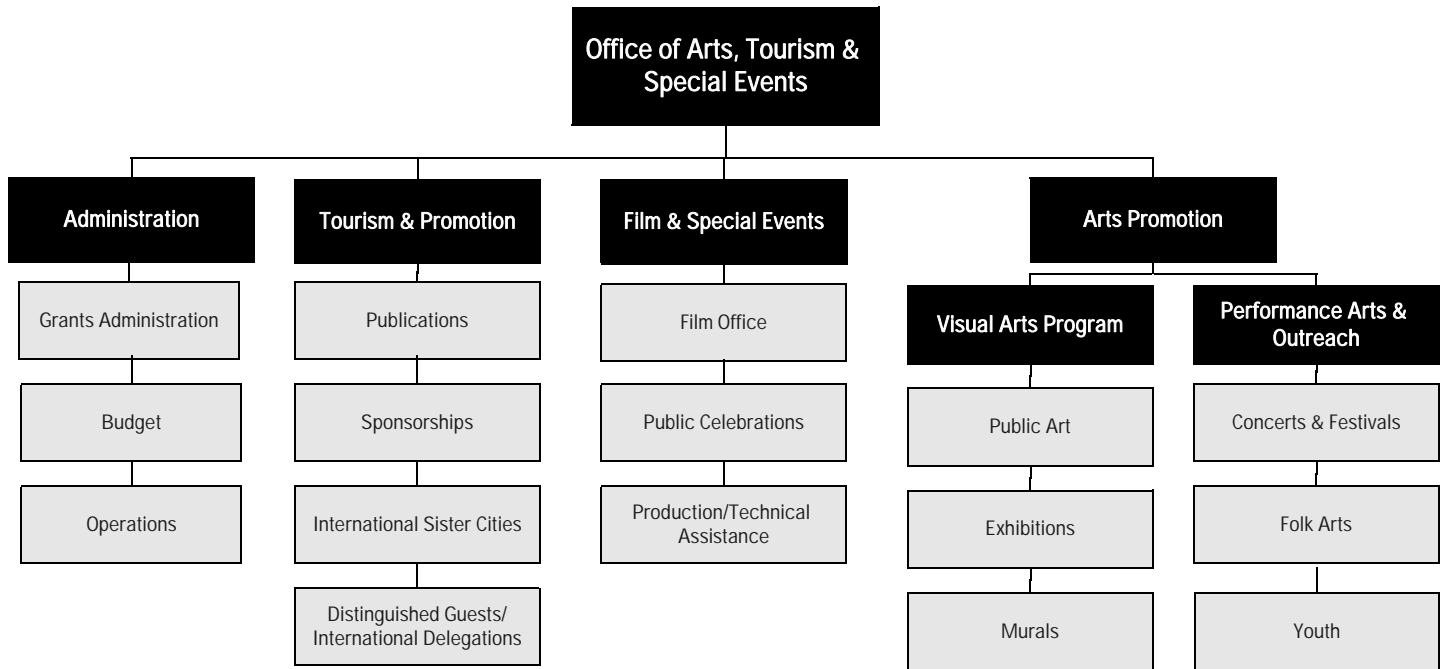 Office of Arts, Tourism &
Special Events
Administration
Tourism & Promotion
Film & Special Events
Arts Promotion
Grants Administration
Budget
Operations
Publications
Sponsorships
International Sister Cities
Distinguished Guests/
International Delegations
Film Office
Public Celebrations
Production/Technical
Assistance
Visual Arts Program
Public Art
Exhibitions
Murals
Performance Arts &
Outreach
Concerts & Festivals
Folk Arts
Youth